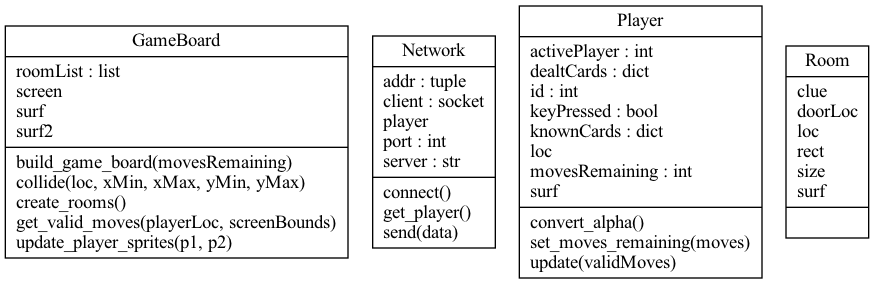 GameBoard
roomList : list
screen
surf
surf2
build_game_board(movesRemaining)
collide(loc, xMin, xMax, yMin, yMax)
create_rooms()
get_valid_moves(playerLoc, screenBounds)
update_player_sprites(p1, p2)
Network
addr : tuple
client : socket
player
port : int
server : str
connect()
get_player()
send(data)
Player
activePlayer : int
dealtCards : dict
id : int
keyPressed : bool
knownCards : dict
loc
movesRemaining : int
surf
convert_alpha()
set_moves_remaining(moves)
update(validMoves)
Room
clue
doorLoc
loc
rect
size
surf